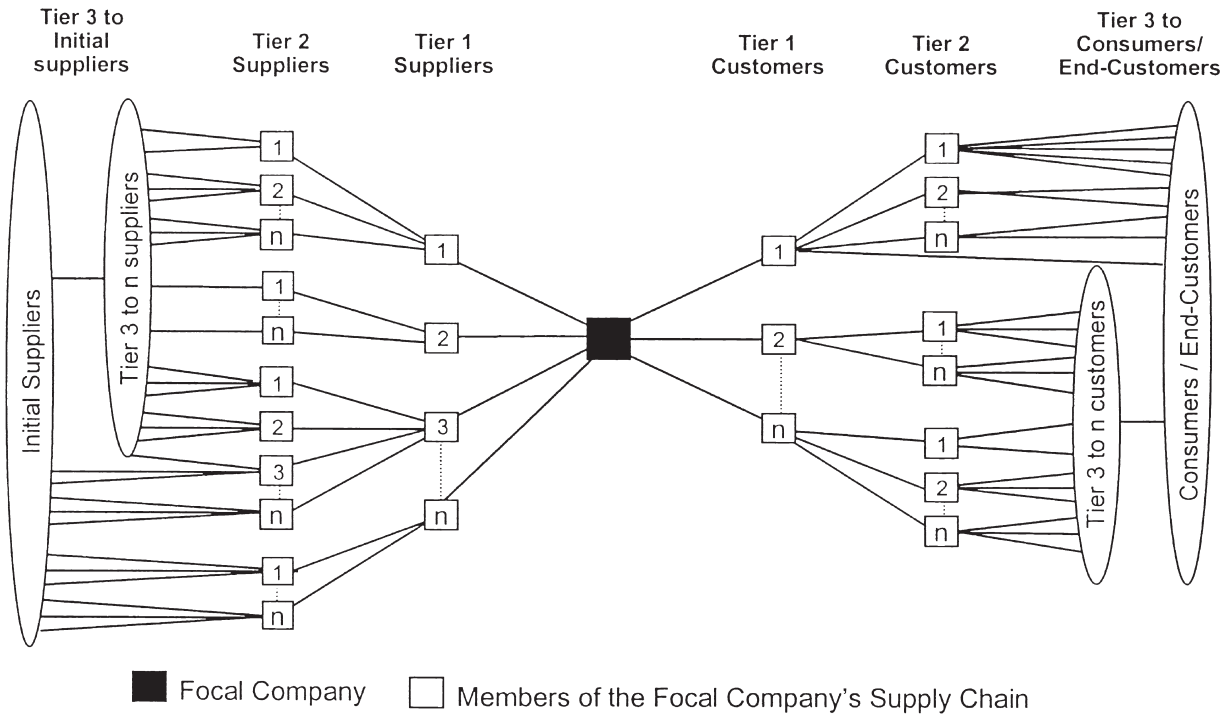 Tier 3 to
Initial
suppliers
Tier 2
Suppliers
Tier 1
Suppliers
Tier 1
Customers
Tier 2
Customers
Tier 3 to
Consumers/
End-Customers
Initial Suppliers
Tier 3 to n suppliers
1
2
n
1
n
1
2
3
n
1
n
1
2
3
n
1
2
n
1
2
n
1
n
1
2
n
Tier 3 to n customers
Consumers / End-Customers
Focal Company
Members of the Focal Company's Supply Chain